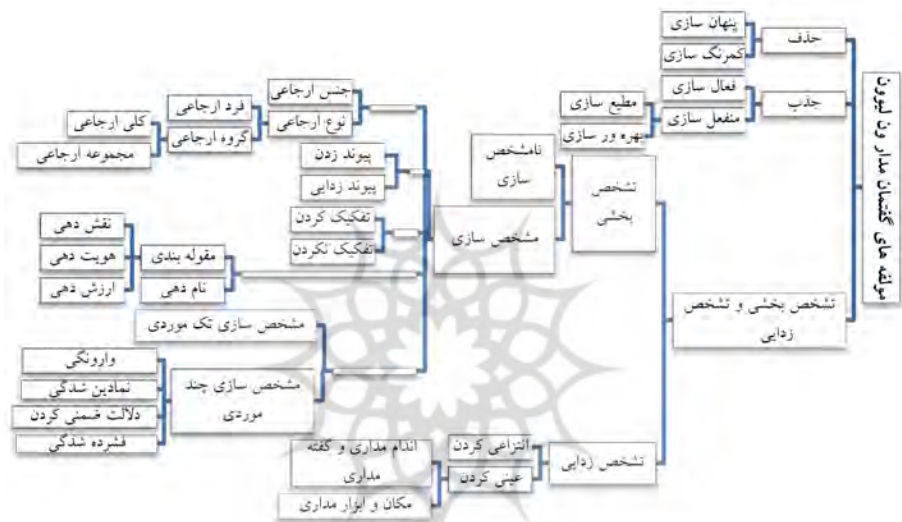 مولفه های گفتمان مدار ون لیوون
حذف
پنهان سازی
کمرنگ سازی
جذب
فعال سازی
منفعل سازی
مطیع سازی
بهره ور سازی
تشخص بخشی و تشخص
زدایی
تشخص
بخشی
نامشخص
سازی
مشخص سازی
جنس ارجاعی
نوع ارجاعی
فرد ارجاعی
گروه ارجاعی
کلی ارجاعی
مجموعه ارجاعی
پیوند زدن
پیوند زدایی
تفکیک کردن
تفکیک نکردن
مقوله بندی
نام دهی
نقش دهی
هویت دهی
ارزش دهی
مشخص سازی تک موردی
مشخص سازی چند
موردی
وارونگی
نمادین شدگی
دلالت ضمنی کردن
فشرده شدگی
تشخص زدایی
انتزاعی کردن
عینی کردن
اندام مداری و گفته
مداری
مکان و ابزار مداری